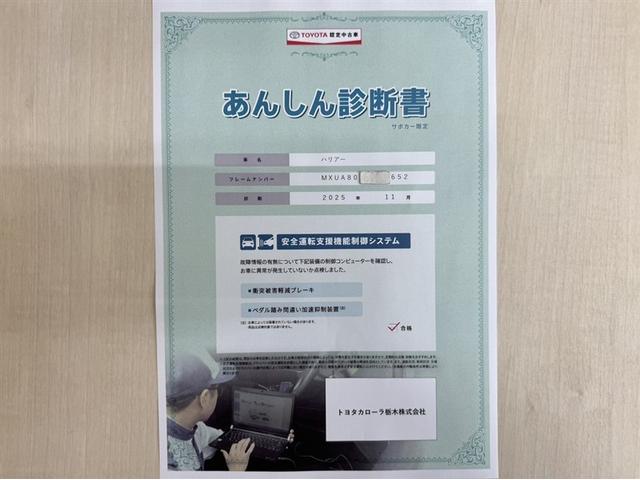 TOYOTA 認定中古車
あんしん診断書
サポカー限定
車名 ハリアー
フレームナンバー MXUA80 652
診断 2025 年 11 月
安全運転支援機能制御システム
故障情報の有無について下記装備の制御コンピューターを確認し、
お車に異常が発生していないか点検しました。
■衝突被害軽減ブレーキ
■ペダル踏み間違い加速抑制装置
合格
トヨタカローラ栃木株式会社